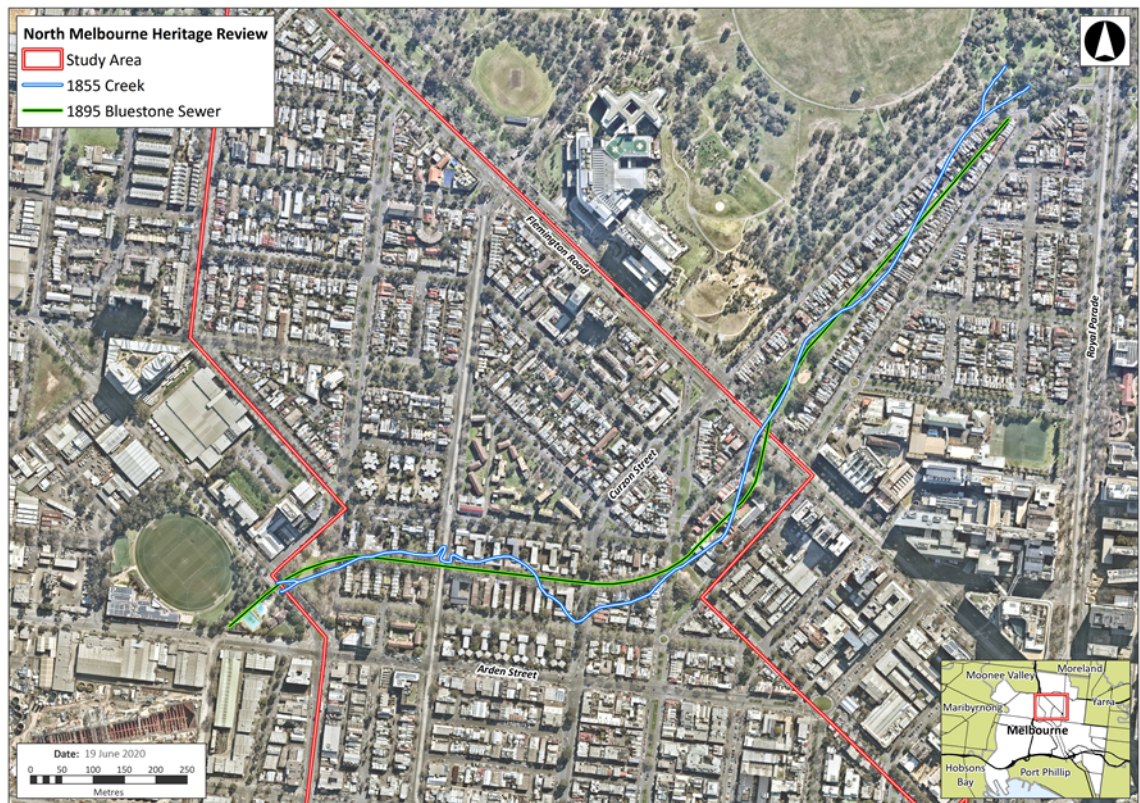 North Melbourne Heritage Review
Study Area
1855 Creek
1895 Bluestone Sewer
Flemington Road
Royal Parade
Curzon Street
Arden Street
Date: 19 June 2020
0 50 100 150 200 250
Metres
Moreland
Moonee Valley
Maribyrnong
Yarra
Melbourne
Hobsons
Bay
Port Phillip